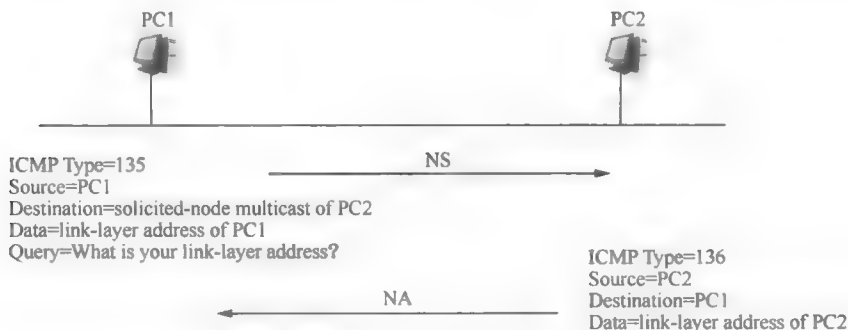 PC1
PC2
NS
ICMP Type=135
Source=PC1
Destination=solicited-node multicast of PC2
Data=link-layer address of PC1
Query=What is your link-layer address?
ICMP Type=136
Source=PC2
Destination=PC1
Data=link-layer address of PC2
NA